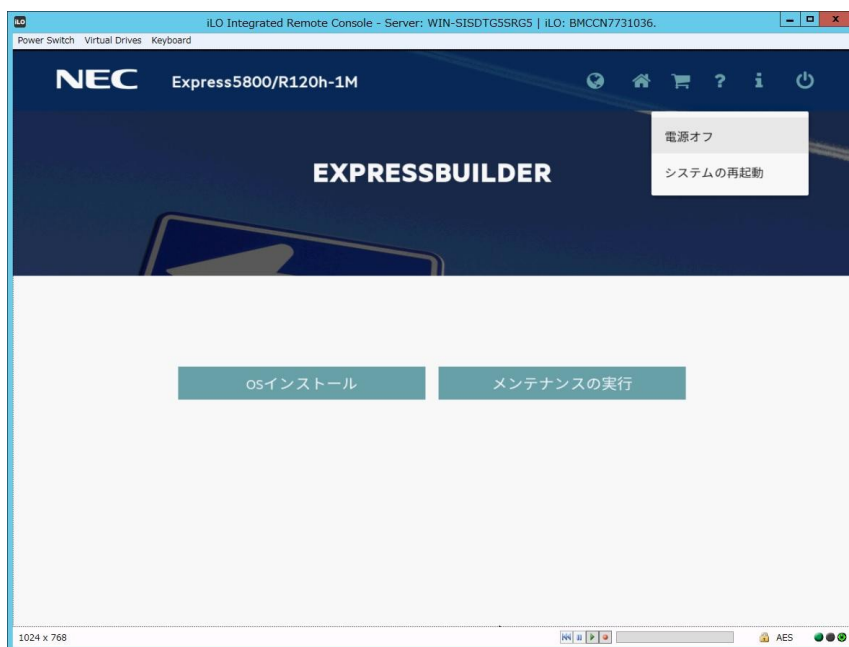 iLO
iLO Integrated Remote Console - Server: WIN-SISDTG5SRG5 | iLO: BMCCN7731036.
Power Switch Virtual Drives Keyboard
NEC Express5800/R120h-1M
電源オフ
システムの再起動
EXPRESSBUILDER
OSインストール メンテナンスの実行
1024 x 768 AES